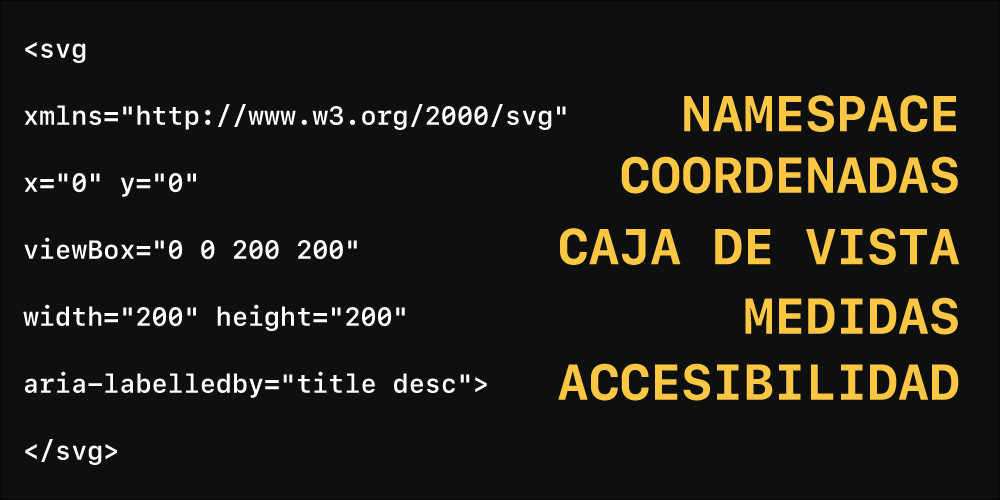 <svg
xmlns="http://www.w3.org/2000/svg" NAMESPACE
x="0" y="0" COORDENADAS
viewBox="0 0 200 200" CAJA DE VISTA
width="200" height="200" MEDIDAS
aria-labelledby="title desc"> ACCESIBILIDAD
</svg>